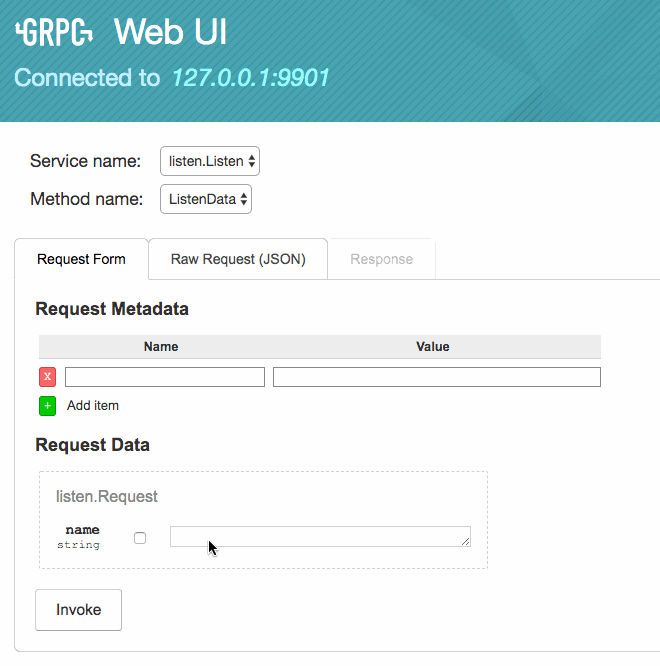 GRPC Web UI
Connected to 127.0.0.1:9901
Service name: listen.Listen
Method name: ListenData
Request Form Raw Request (JSON) Response
Request Metadata
Name Value
X
+ Add item
Request Data
listen.Request
name
string
Invoke